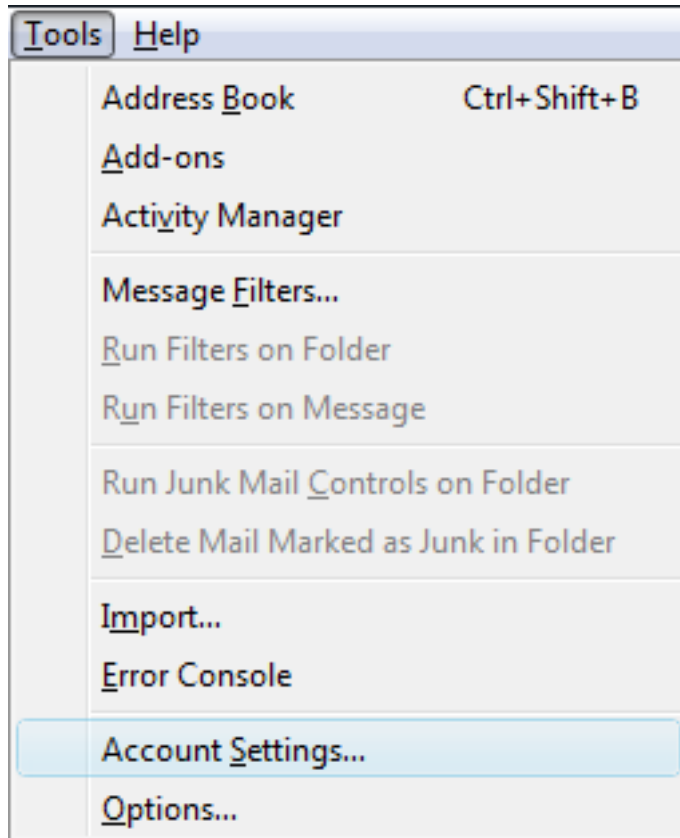 Tools Help
Address Book Ctrl+Shift+B
Add-ons
Activity Manager
Message Filters...
Run Filters on Folder
Run Filters on Message
Run Junk Mail Controls on Folder
Delete Mail Marked as Junk in Folder
Import...
Error Console
Account Settings...
Options...